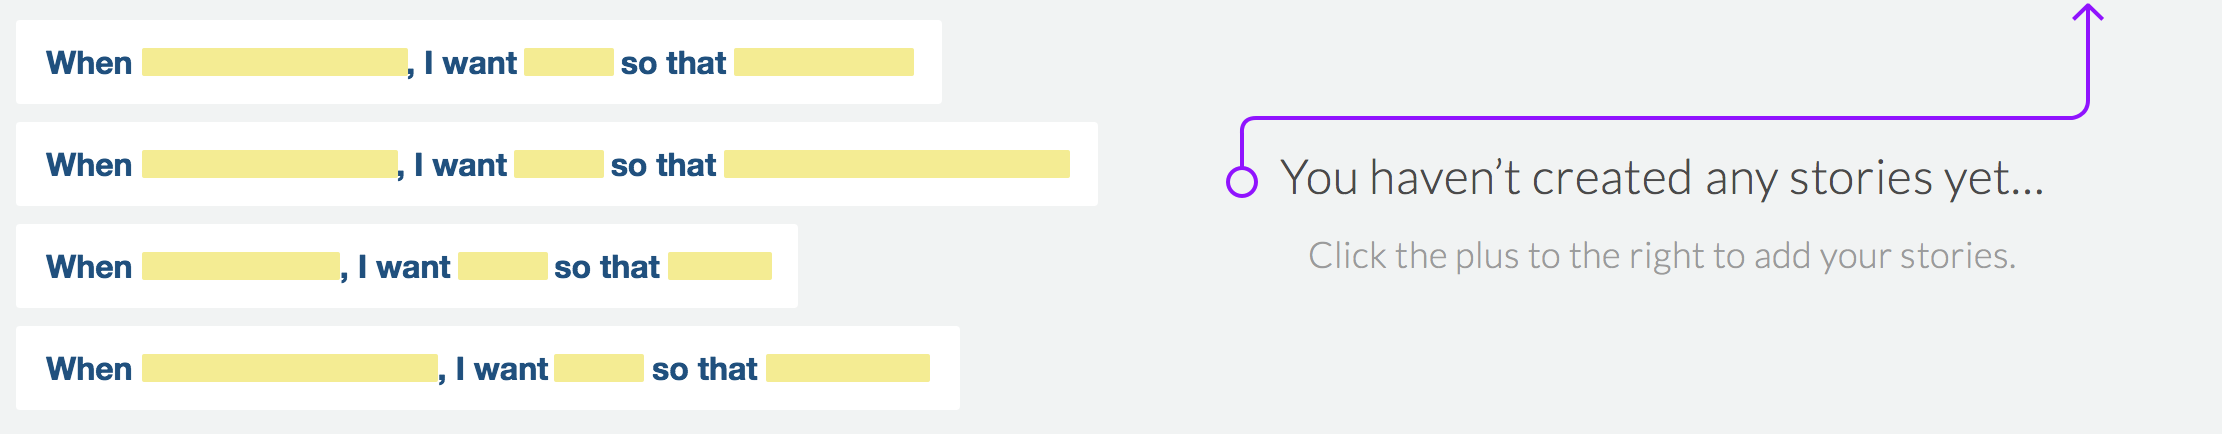 When , I want so that
When , I want so that
When , I want so that
When , I want so that
You haven’t created any stories yet...
Click the plus to the right to add your stories.